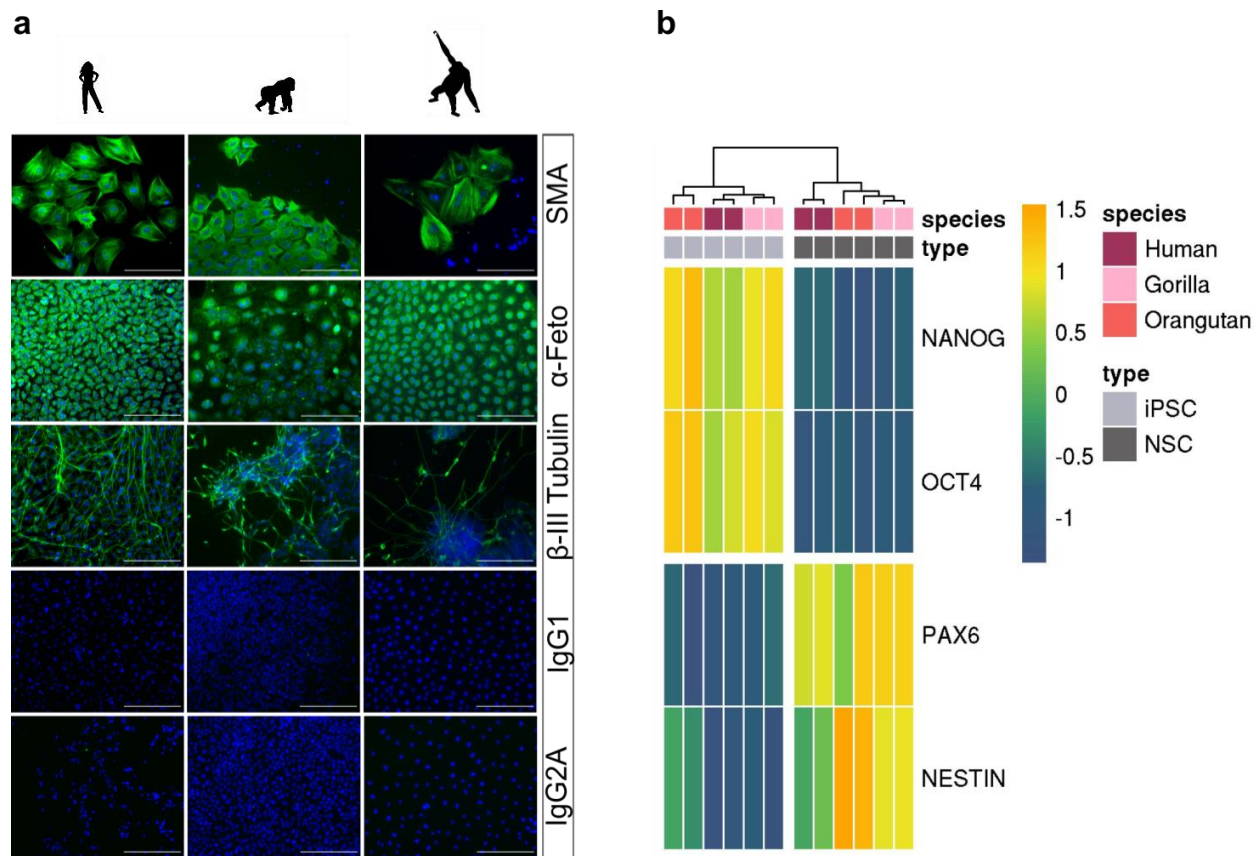 a
SMA
α-Feto
β-III Tubulin
IgG1
IgG2A
b
species
type
NANOG
OCT4
PAX6
NESTIN
1.5
1
0.5
0
-0.5
-1
species
Human
Gorilla
Orangutan
type
iPSC
NSC